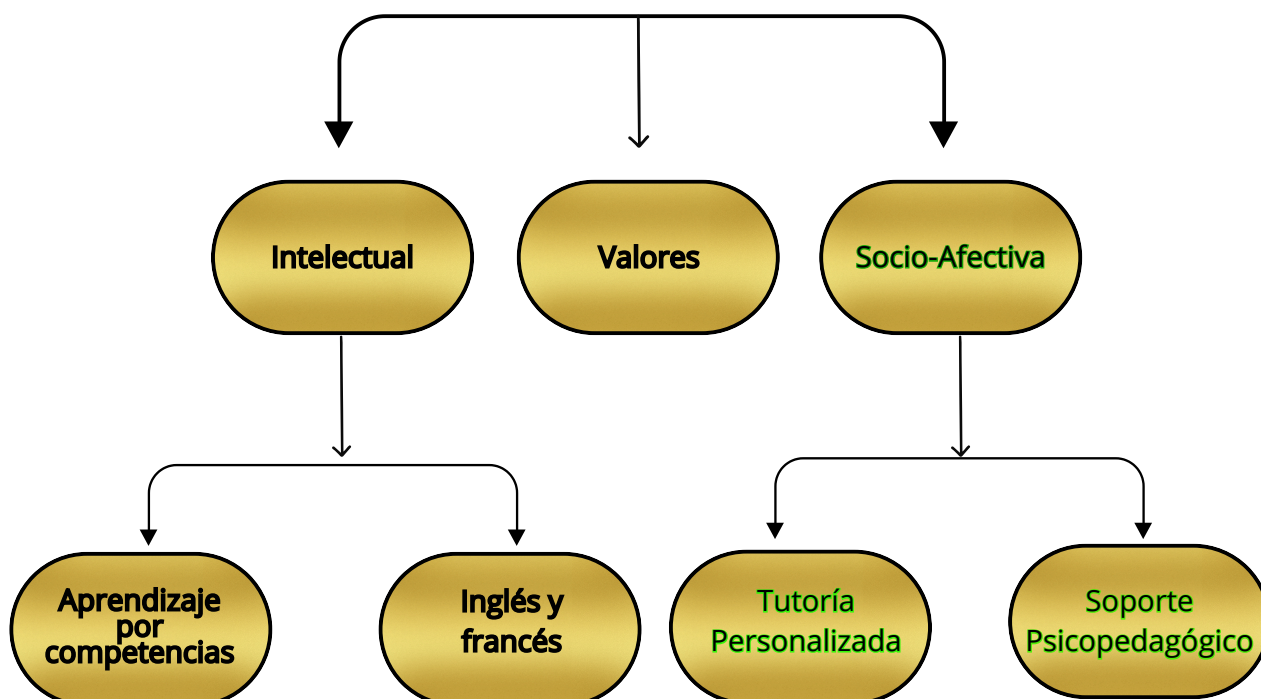 Intelectual
Valores
Socio-Afectiva
Aprendizaje
por
competencias
Inglés y
francés
Tutoría
Personalizada
Soporte
Psicopedagógico